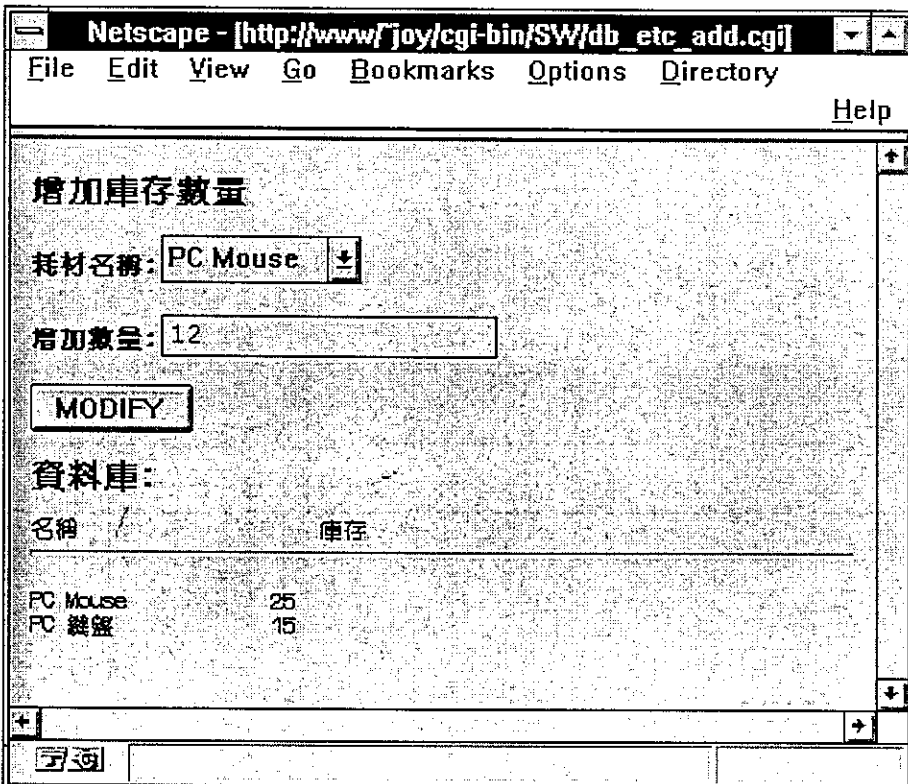 Netscape - [http://www/~joy/cgi-bin/SW/db_etc_add.cgi]
File Edit View Go Bookmarks Options Directory
Help
增加庫存數量
耗材名稱: PC Mouse
增加數量: 12
MODIFY
資料庫:
名稱 庫存
PC Mouse 25
PC 鍵盤 15